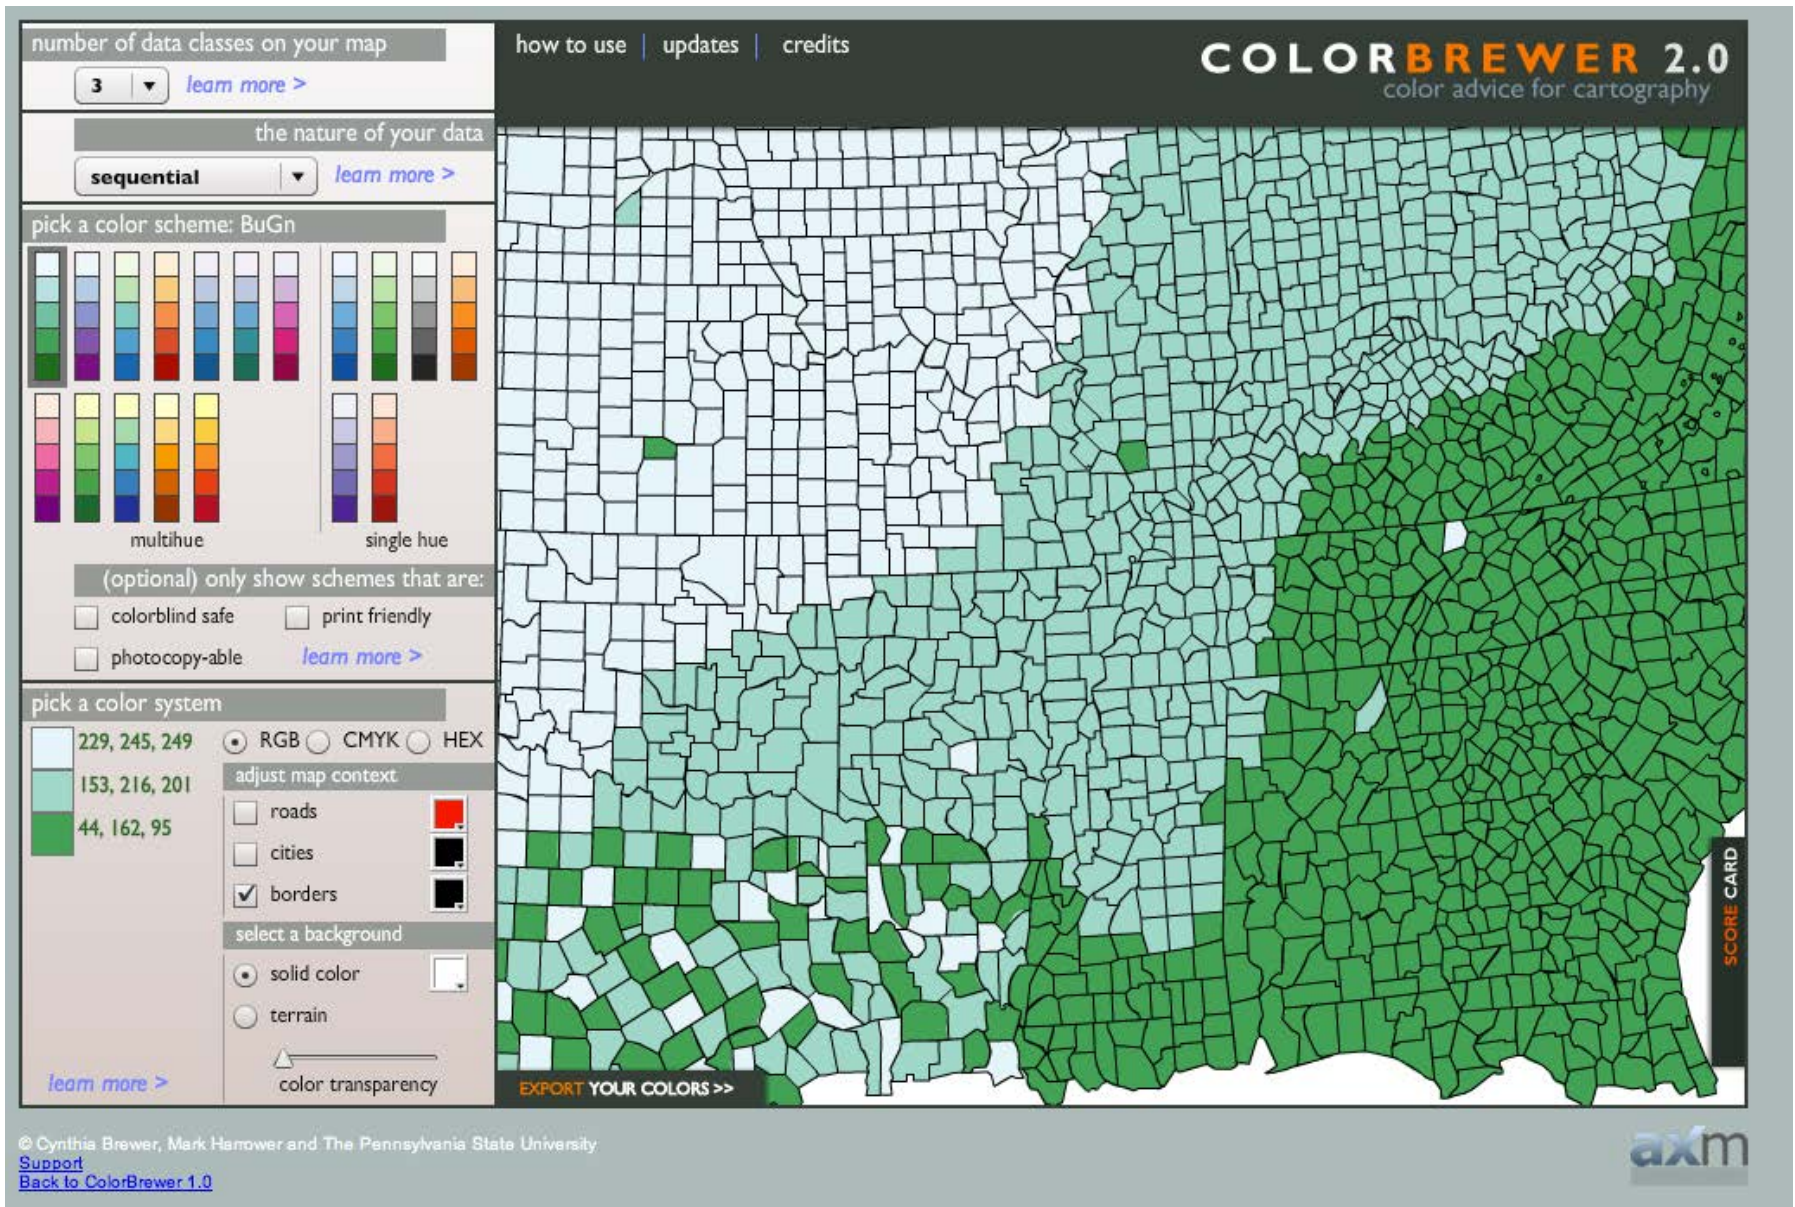 number of data classes on your map
3
learn more >
the nature of your data
sequential
learn more >
pick a color scheme: BuGn
multihue
single hue
(optional) only show schemes that are:
colorblind safe
print friendly
photocopy-able
learn more >
pick a color system
229, 245, 249
153, 216, 201
44, 162, 95
RGB
CMYK
HEX
adjust map context
roads
cities
borders
select a background
solid color
terrain
color transparency
learn more >
how to use | updates | credits
COLORBREWER 2.0
color advice for cartography
SCORE CARD
EXPORT YOUR COLORS >>
© Cynthia Brewer, Mark Harrower and The Pennsylvania State University
Support
Back to ColorBrewer 1.0
axm